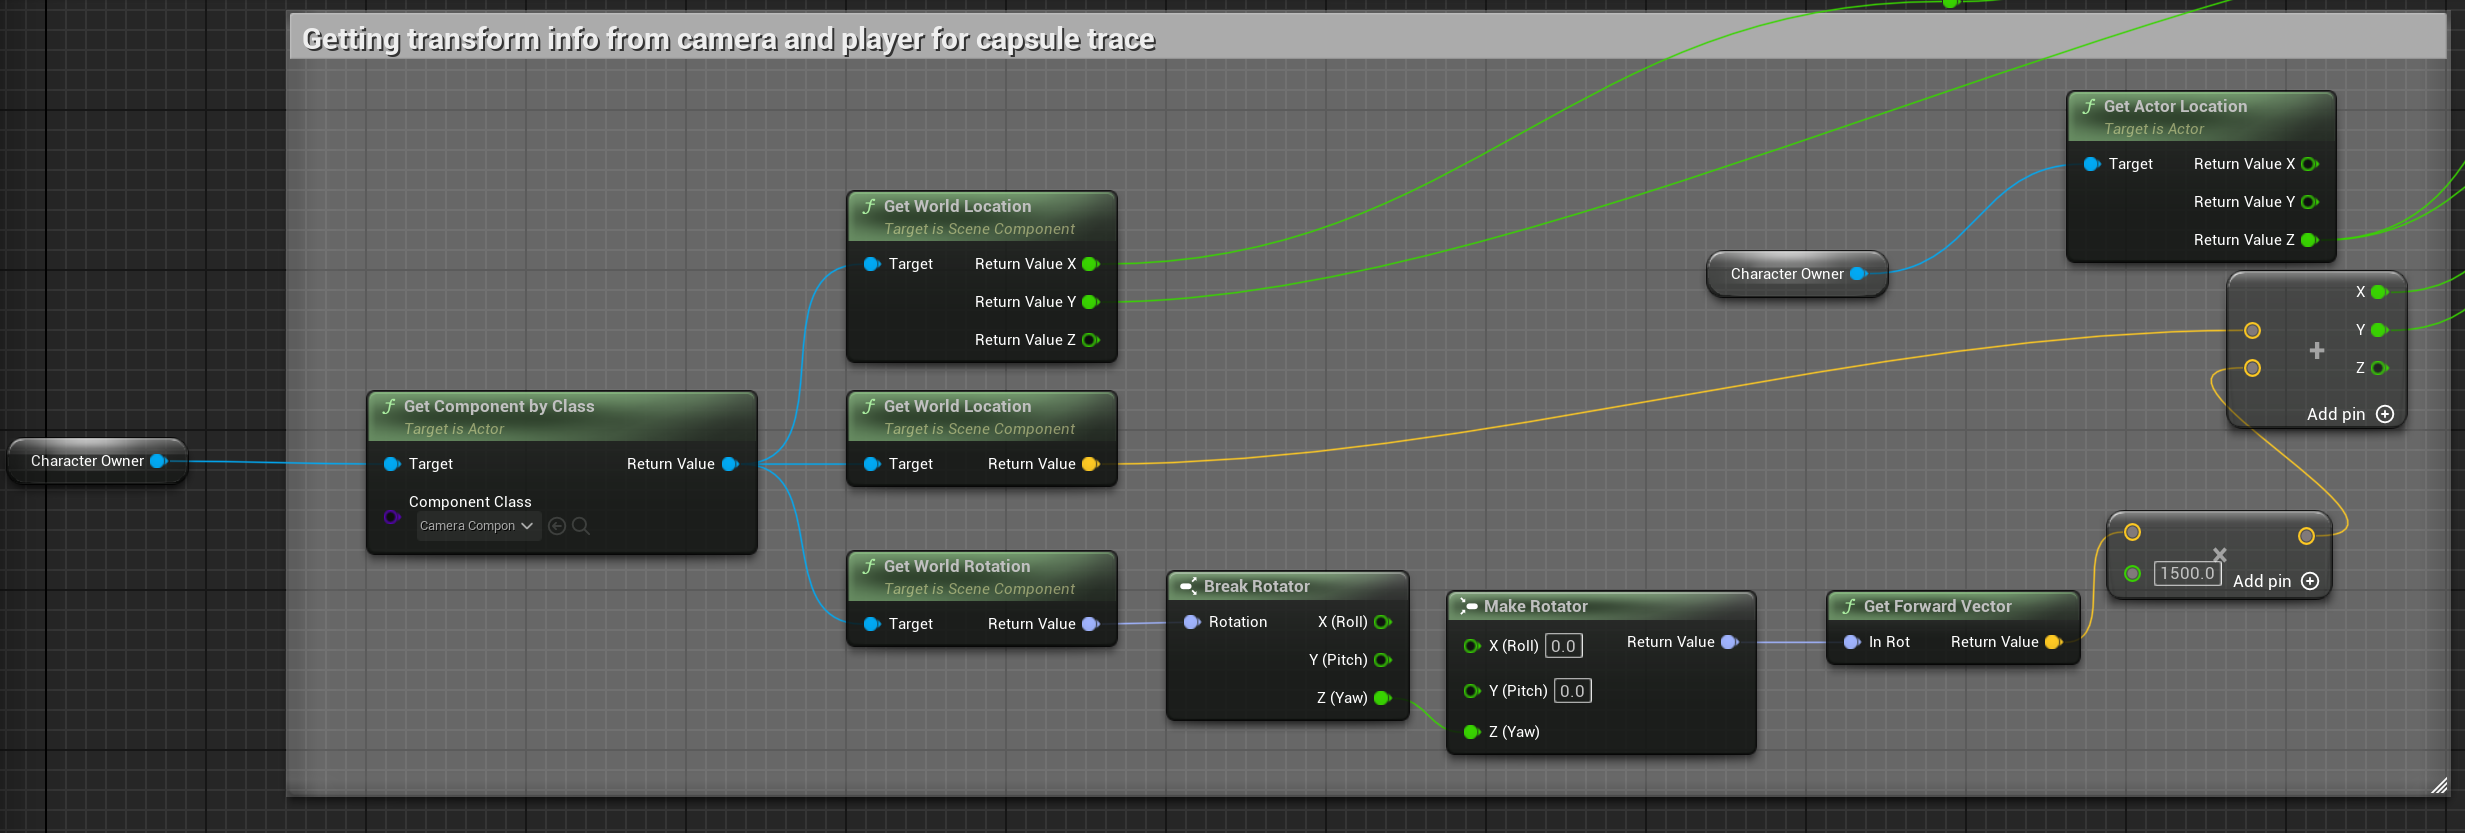 Getting transform info from camera and player for capsule trace
Get Actor Location
Target is Actor
Target
Return Value X
Return Value Y
Return Value Z
Character Owner
Get World Location
Target is Scene Component
Target
Return Value X
Return Value Y
Return Value Z
X
Y
Z
Add pin
Character Owner
Get Component by Class
Target is Actor
Target
Return Value
Component Class
Camera Compon
Get World Location
Target is Scene Component
Target
Return Value
Get World Rotation
Target is Scene Component
Target
Return Value
Break Rotator
Rotation
X (Roll)
Y (Pitch)
Z (Yaw)
Make Rotator
X (Roll) 0.0
Return Value
Y (Pitch) 0.0
Z (Yaw)
Get Forward Vector
In Rot
Return Value
1500.0
Add pin